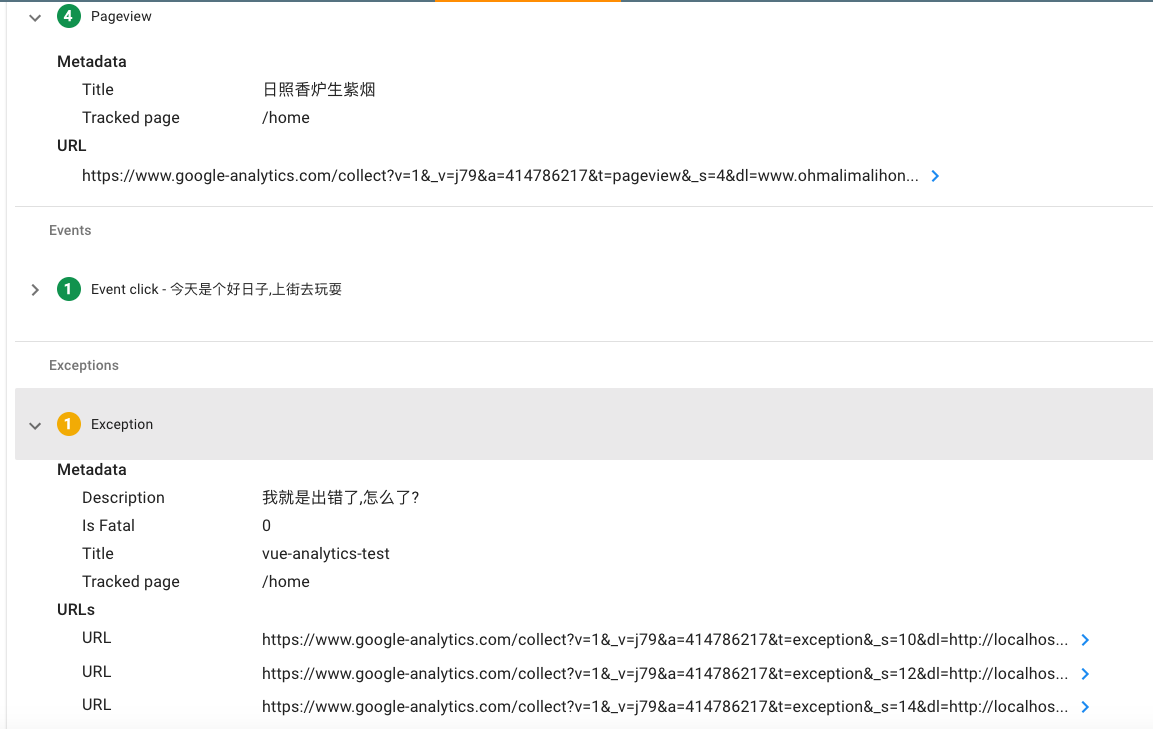 4 Pageview
Metadata
Title 日照香炉生紫烟
Tracked page /home
URL
https://www.google-analytics.com/collect?v=1&_v=j79&a=414786217&t=pageview&_s=4&dl=www.ohmalimalihon...
Events
1 Event click - 今天是个好日子,上街去玩耍
Exceptions
1 Exception
Metadata
Description 我就是出错了,怎么了?
Is Fatal 0
Title vue-analytics-test
Tracked page /home
URLs
URL https://www.google-analytics.com/collect?v=1&_v=j79&a=414786217&t=exception&_s=10&dl=http://localhos...
URL https://www.google-analytics.com/collect?v=1&_v=j79&a=414786217&t=exception&_s=12&dl=http://localhos...
URL https://www.google-analytics.com/collect?v=1&_v=j79&a=414786217&t=exception&_s=14&dl=http://localhos...